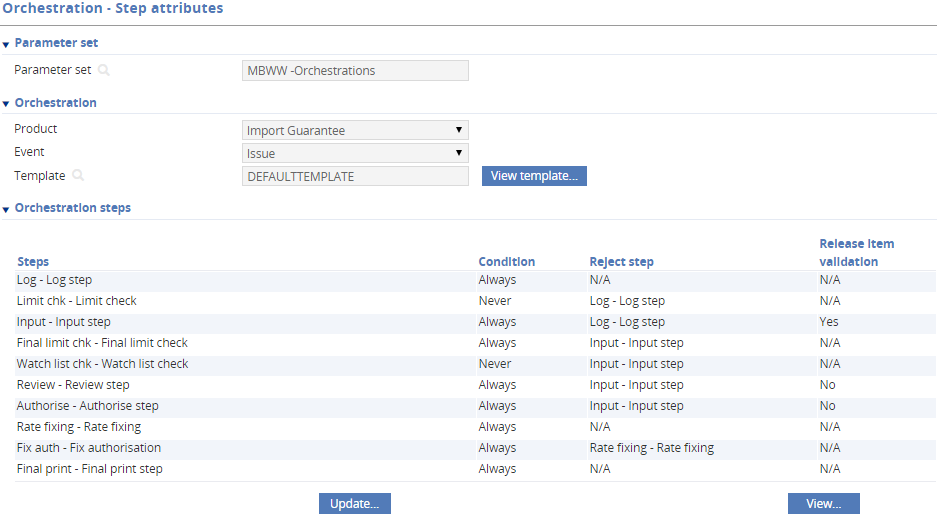 Orchestration - Step attributes
Parameter set
Parameter set MBWW -Orchestrations
Orchestration
Product Import Guarantee
Event Issue
Template DEFAULTTEMPLATE View template...
Orchestration steps
Release item
Steps Condition Reject step validation
Log - Log step Always N/A N/A
Limit chk - Limit check Never Log - Log step N/A
Input - Input step Always Log - Log step Yes
Final limit chk - Final limit check Always Input - Input step N/A
Watch list chk - Watch list check Never Input - Input step N/A
Review - Review step Always Input - Input step No
Authorise - Authorise step Always Input - Input step No
Rate fixing - Rate fixing Always N/A N/A
Fix auth - Fix authorisation Always Rate fixing - Rate fixing N/A
Final print - Final print step Always N/A N/A
Update... View...